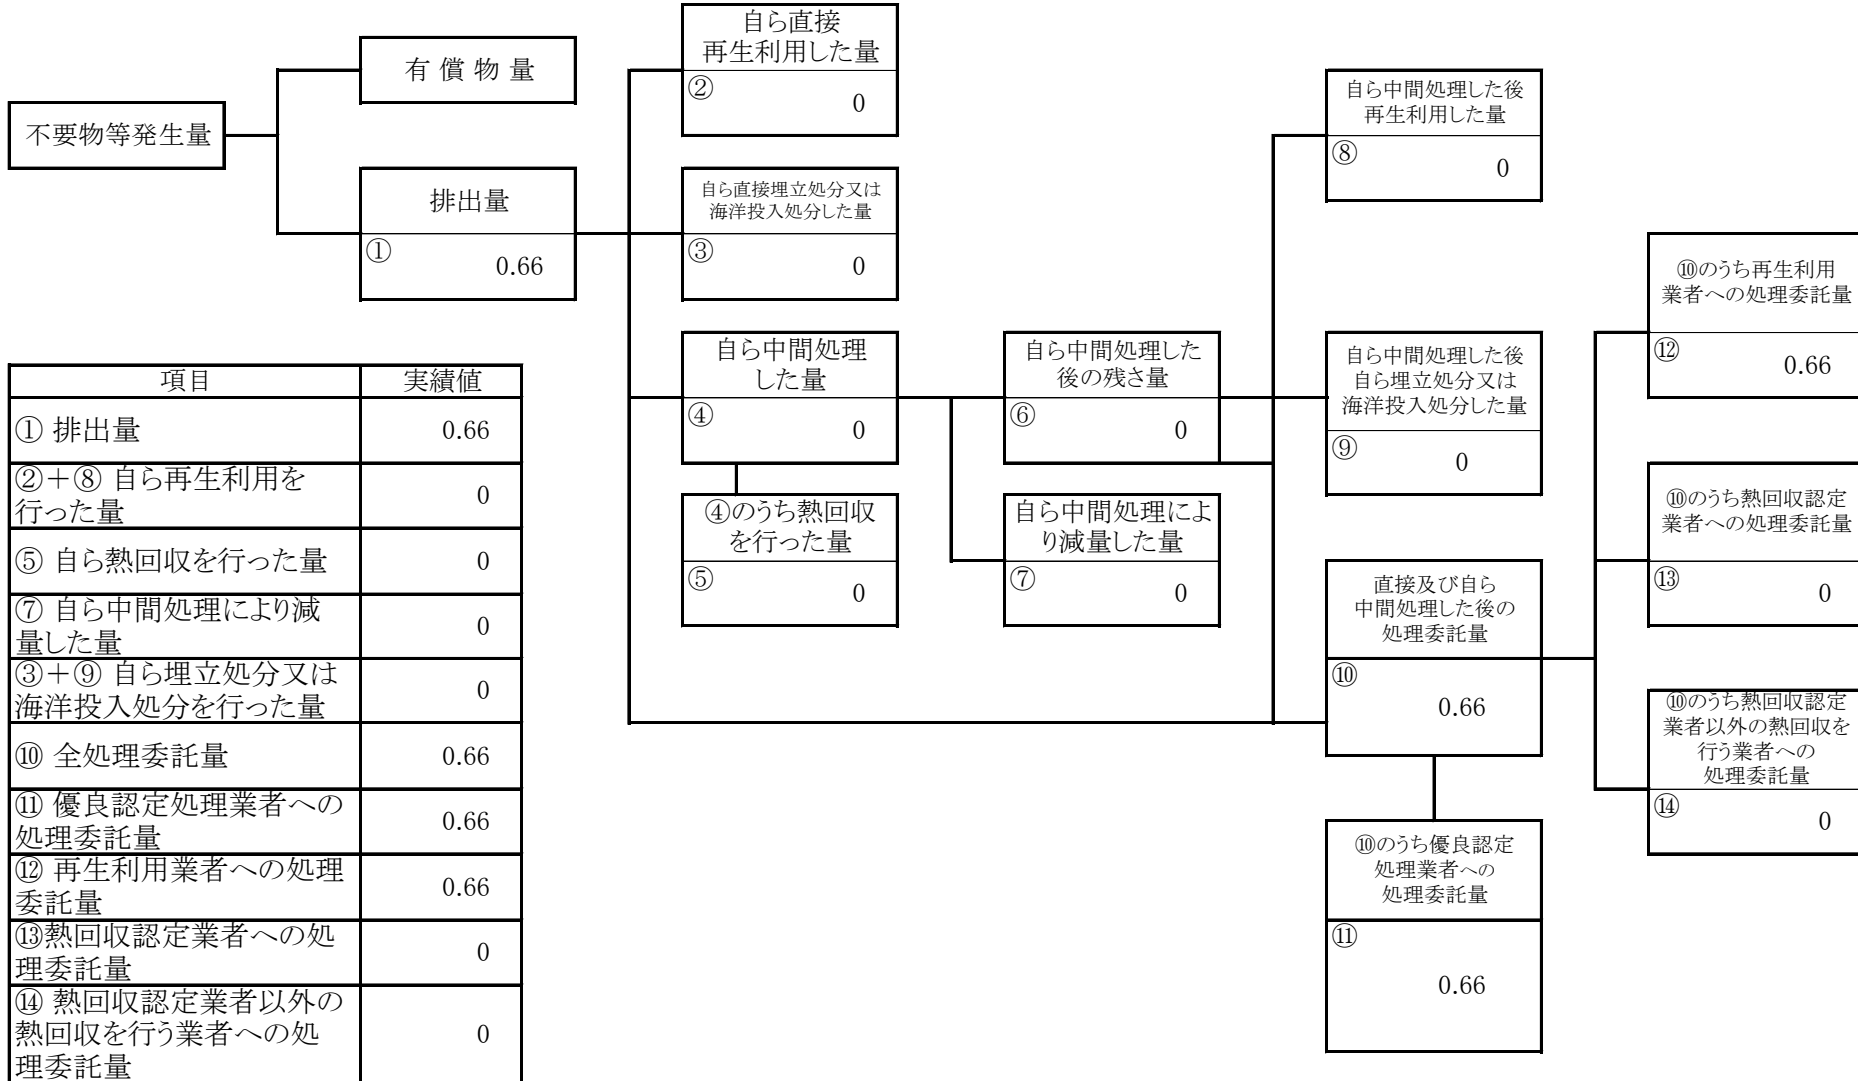 不要物等発生量
有 償 物 量
排出量
①
0.66
自ら直接
再生利用した量
②
0
自ら直接埋立処分又は
海洋投入処分した量
③
0
自ら中間処理
した量
④
0
④のうち熱回収
を行った量
⑤
0
自ら中間処理した
後の残さ量
⑥
0
自ら中間処理によ
り減量した量
⑦
0
自ら中間処理した後
再生利用した量
⑧
0
自ら中間処理した後
自ら埋立処分又は
海洋投入処分した量
⑨
0
直接及び自ら
中間処理した後の
処理委託量
⑩
0.66
⑩のうち優良認定
処理業者への
処理委託量
⑪
0.66
⑩のうち再生利用
業者への処理委託量
⑫
0.66
⑩のうち熱回収認定
業者への処理委託量
⑬
0
⑩のうち熱回収認定
業者以外の熱回収を
行う業者への
処理委託量
⑭
0
項目 実績値
① 排出量 0.66
②＋⑧ 自ら再生利用を
行った量 0
⑤ 自ら熱回収を行った量 0
⑦ 自ら中間処理により減
量した量 0
③＋⑨ 自ら埋立処分又は
海洋投入処分を行った量 0
⑩ 全処理委託量 0.66
⑪ 優良認定処理業者への
処理委託量 0.66
⑫ 再生利用業者への処理
委託量 0.66
⑬熱回収認定業者への処
理委託量 0
⑭ 熱回収認定業者以外の
熱回収を行う業者への処
理委託量 0